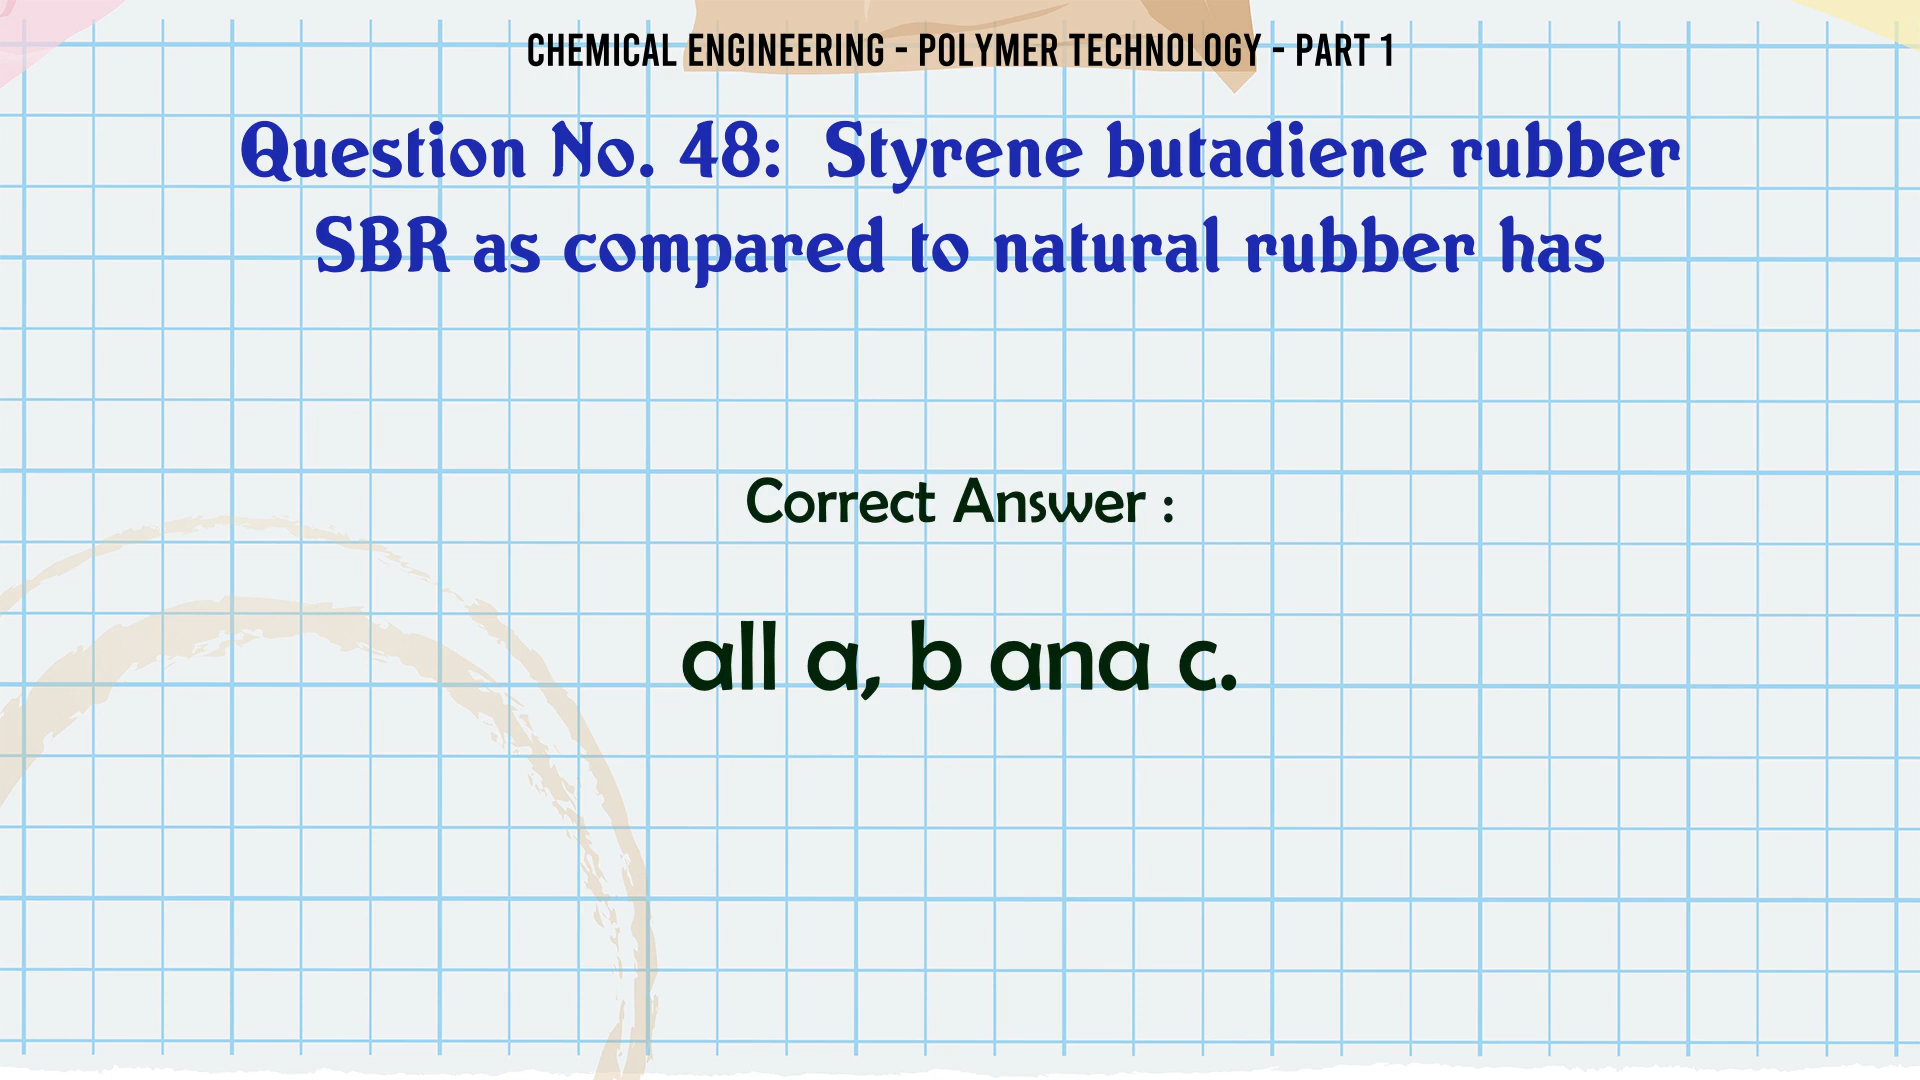 CHEMICAL ENGINEERING - POLYMER TECHNOLOGY - PART 1
Question No. 48: Styrene butadiene rubber
SBR as compared to natural rubber has
Correct Answer :
all a, b ana c.